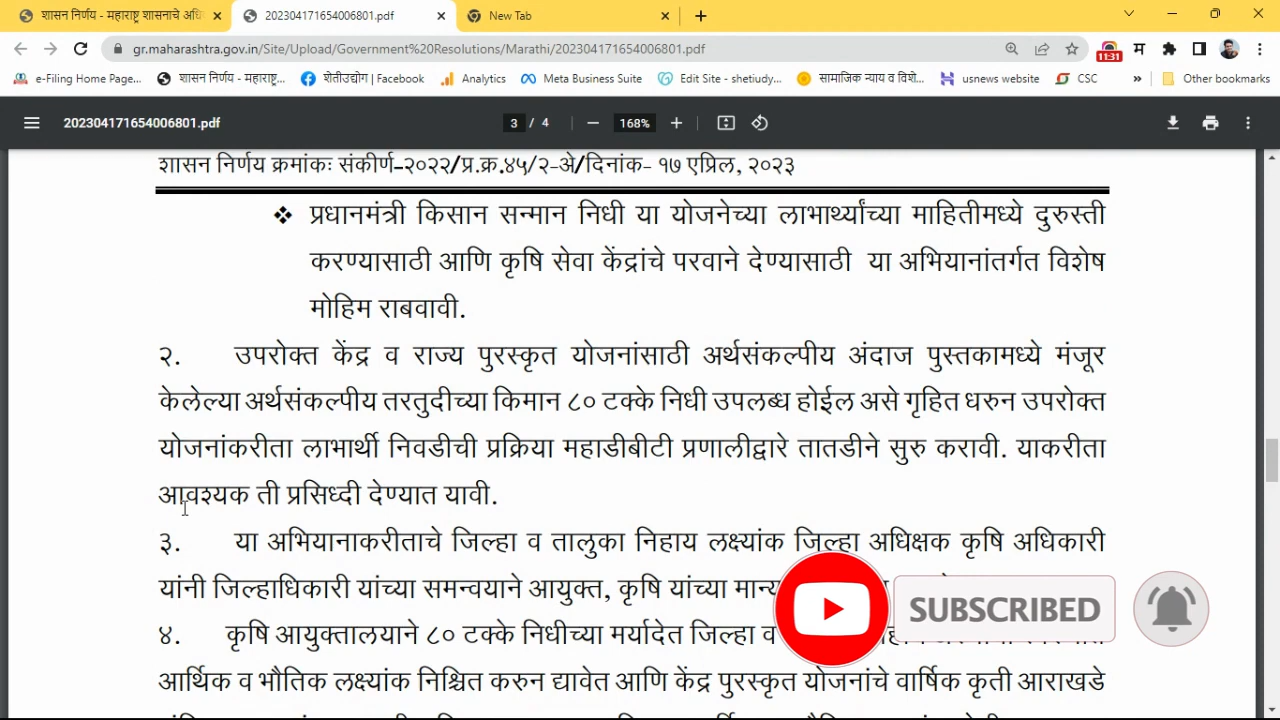 शासन निर्णय - महाराष्ट्र शासनाचे अधि
202304171654006801.pdf
New Tab
gr.maharashtra.gov.in/Site/Upload/Government%20Resolutions/Marathi/202304171654006801.pdf
11:31
म
e-Filing Home Page...
शासन निर्णय - महाराष्ट्र...
शेतीउद्योग | Facebook
Analytics
Meta Business Suite
Edit Site - shetiudy...
सामाजिक न्याय व विशे...
usnews website
CSC
»
Other bookmarks
202304171654006801.pdf
3 / 4
168%
शासन निर्णय क्रमांकः संकीर्ण-२०२२/प्र.क्र.४५/२-अे/दिनांक- १७ एप्रिल, २०२३
❖ प्रधानमंत्री किसान सन्मान निधी या योजनेच्या लाभार्थ्यांच्या माहितीमध्ये दुरुस्ती
करण्यासाठी आणि कृषि सेवा केंद्रांचे परवाने देण्यासाठी या अभियानांतर्गत विशेष
मोहिम राबवावी.
२. उपरोक्त केंद्र व राज्य पुरस्कृत योजनांसाठी अर्थसंकल्पीय अंदाज पुस्तकामध्ये मंजूर
केलेल्या अर्थसंकल्पीय तरतुदीच्या किमान ८० टक्के निधी उपलब्ध होईल असे गृहित धरुन उपरोक्त
योजनांकरीता लाभार्थी निवडीची प्रक्रिया महाडीबीटी प्रणालीद्वारे तातडीने सुरु करावी. याकरीता
आवश्यक ती प्रसिध्दी देण्यात यावी.
३. या अभियानाकरीताचे जिल्हा व तालुका निहाय लक्ष्यांक जिल्हा अधिक्षक कृषि अधिकारी
यांनी जिल्हाधिकारी यांच्या समन्वयाने आयुक्त, कृषि यांच्या
४. कृषि आयुक्तालयाने ८० टक्के निधीच्या मर्यादेत जिल्हा व
आर्थिक व भौतिक लक्ष्यांक निश्चित करुन द्यावेत आणि केंद्र पुरस्कृत योजनांचे वार्षिक कृती आराखडे
SUBSCRIBED